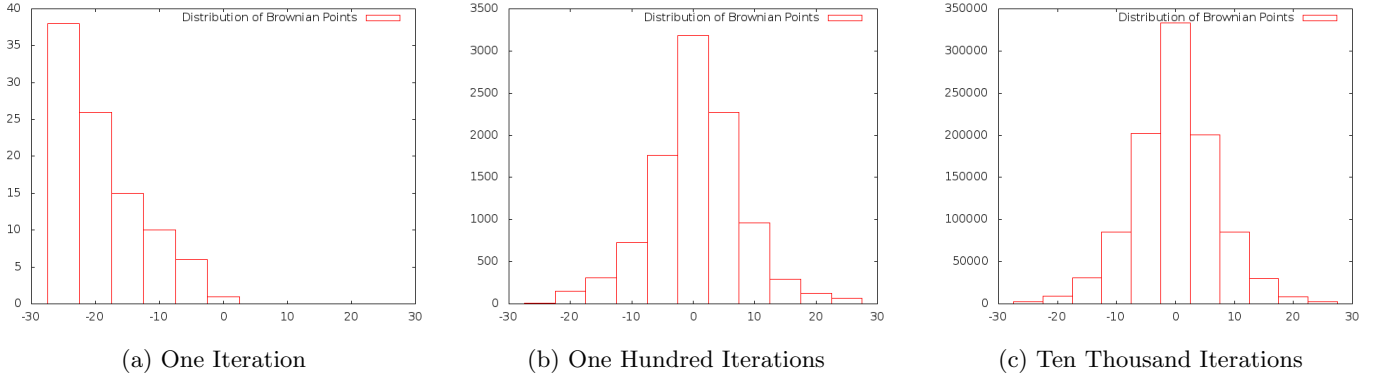 Distribution of Brownian Points
40
35
30
25
20
15
10
5
0
-30 -20 -10 0 10 20 30
(a) One Iteration
Distribution of Brownian Points
3500
3000
2500
2000
1500
1000
500
0
-30 -20 -10 0 10 20 30
(b) One Hundred Iterations
Distribution of Brownian Points
350000
300000
250000
200000
150000
100000
50000
0
-30 -20 -10 0 10 20 30
(c) Ten Thousand Iterations